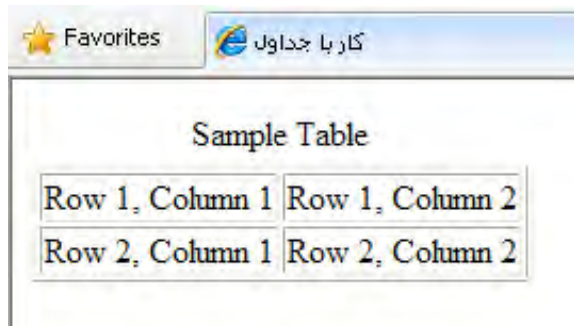 Favorites
کار با جداول
Sample Table
Row 1, Column 1 Row 1, Column 2
Row 2, Column 1 Row 2, Column 2